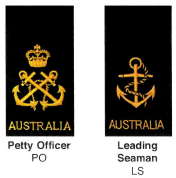 AUSTRALIA
AUSTRALIA
Petty Officer
PO
Leading
Seaman
LS